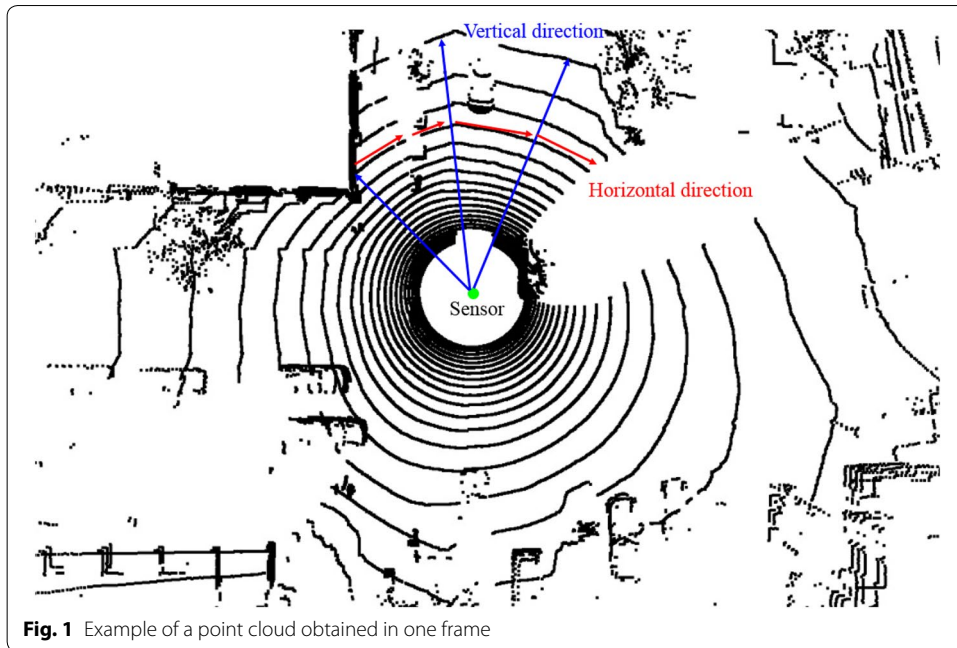 Vertical direction
Horizontal direction
Sensor
Fig. 1 Example of a point cloud obtained in one frame